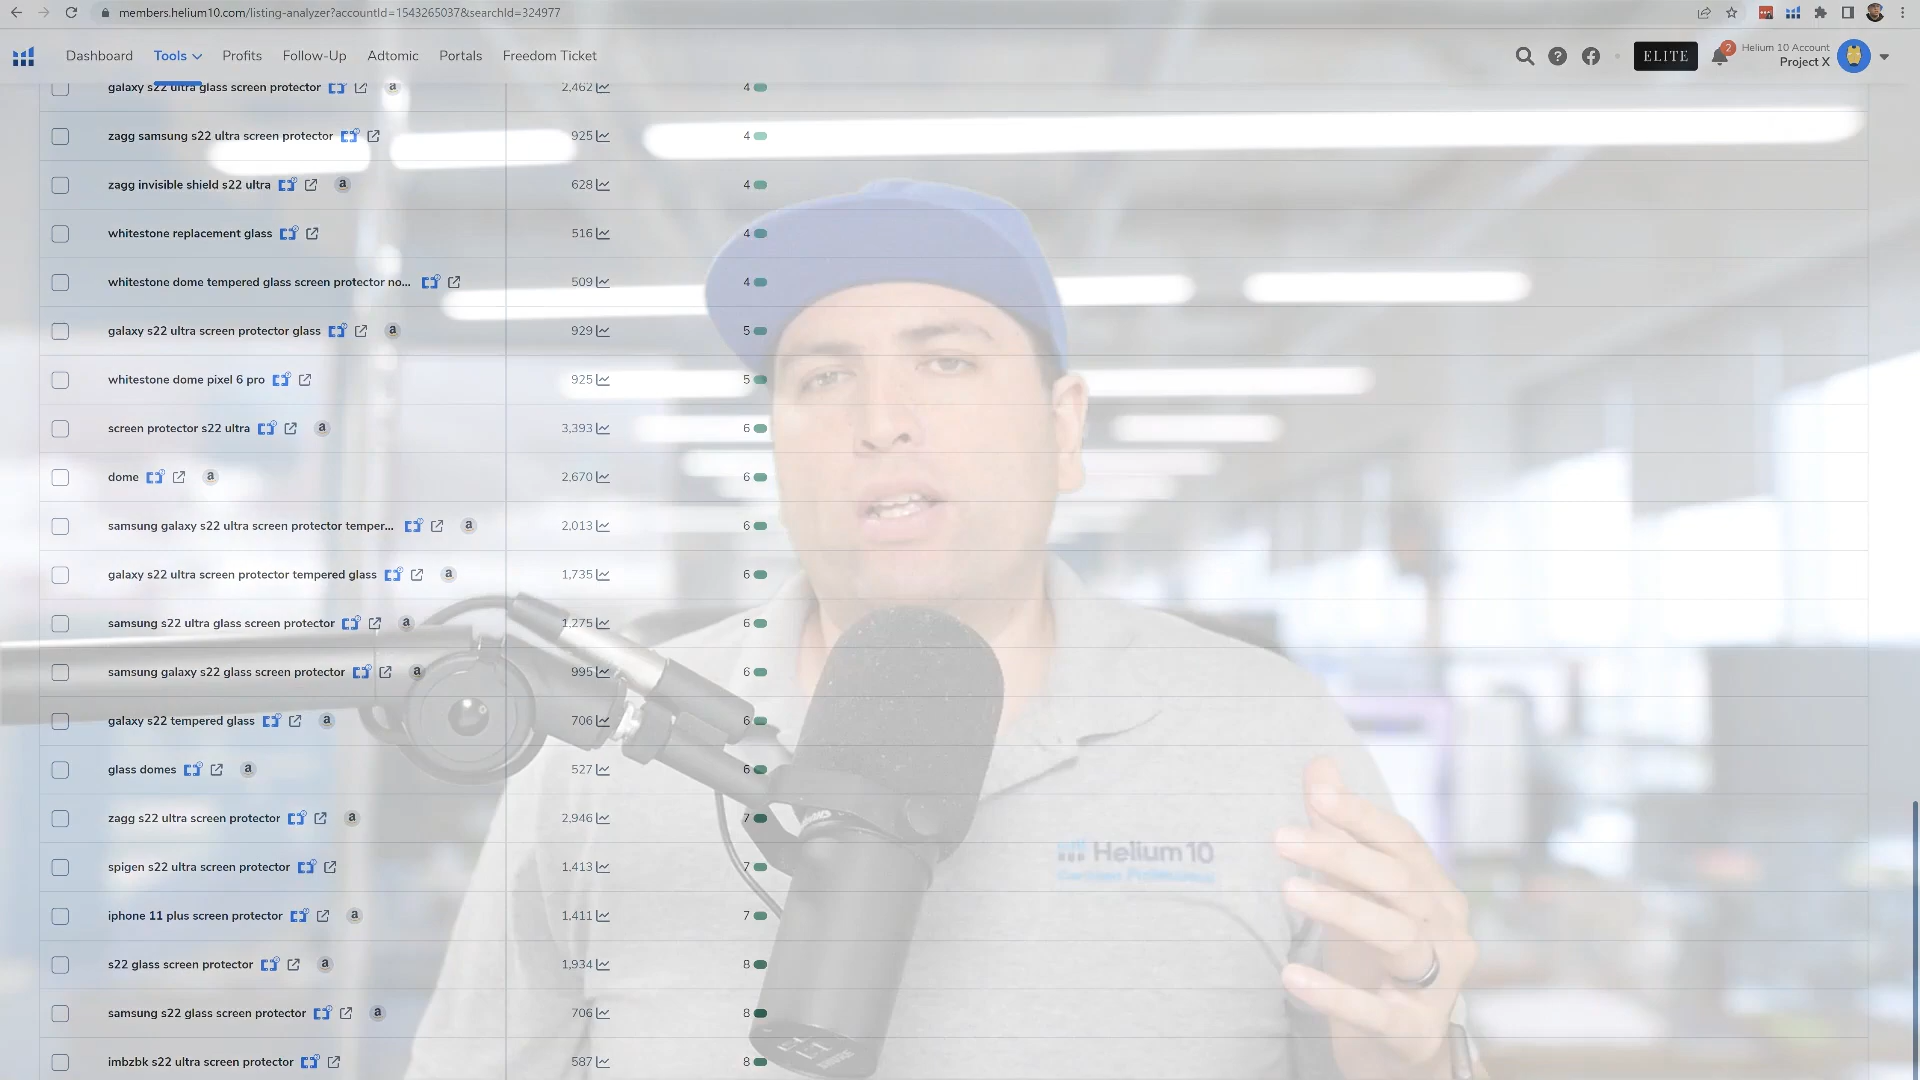 members.helium10.com/listing-analyzer?accountId=1543265037&searchId=324977
Dashboard Tools Profits Follow-Up Adtomic Portals Freedom Ticket ELITE 2 Helium 10 Account
Project X
galaxy s22 ultra glass screen protector a 2,462 4
zagg samsung s22 ultra screen protector 925 4
zagg invisible shield s22 ultra a 628 4
whitestone replacement glass 516 4
whitestone dome tempered glass screen protector no... 509 4
galaxy s22 ultra screen protector glass a 929 5
whitestone dome pixel 6 pro 925 5
screen protector s22 ultra a 3,393 6
dome a 2,670 6
samsung galaxy s22 ultra screen protector temper... a 2,013 6
galaxy s22 ultra screen protector tempered glass a 1,735 6
samsung s22 ultra glass screen protector a 1,275 6
samsung galaxy s22 glass screen protector a 995 6
galaxy s22 tempered glass a 706 6
glass domes a 527 6
zagg s22 ultra screen protector a 2,946 7
spigen s22 ultra screen protector 1,413 7
Helium 10
iphone 11 plus screen protector a 1,411 7
s22 glass screen protector a 1,934 8
samsung s22 glass screen protector a 706 8
imbzbk s22 ultra screen protector 587 8